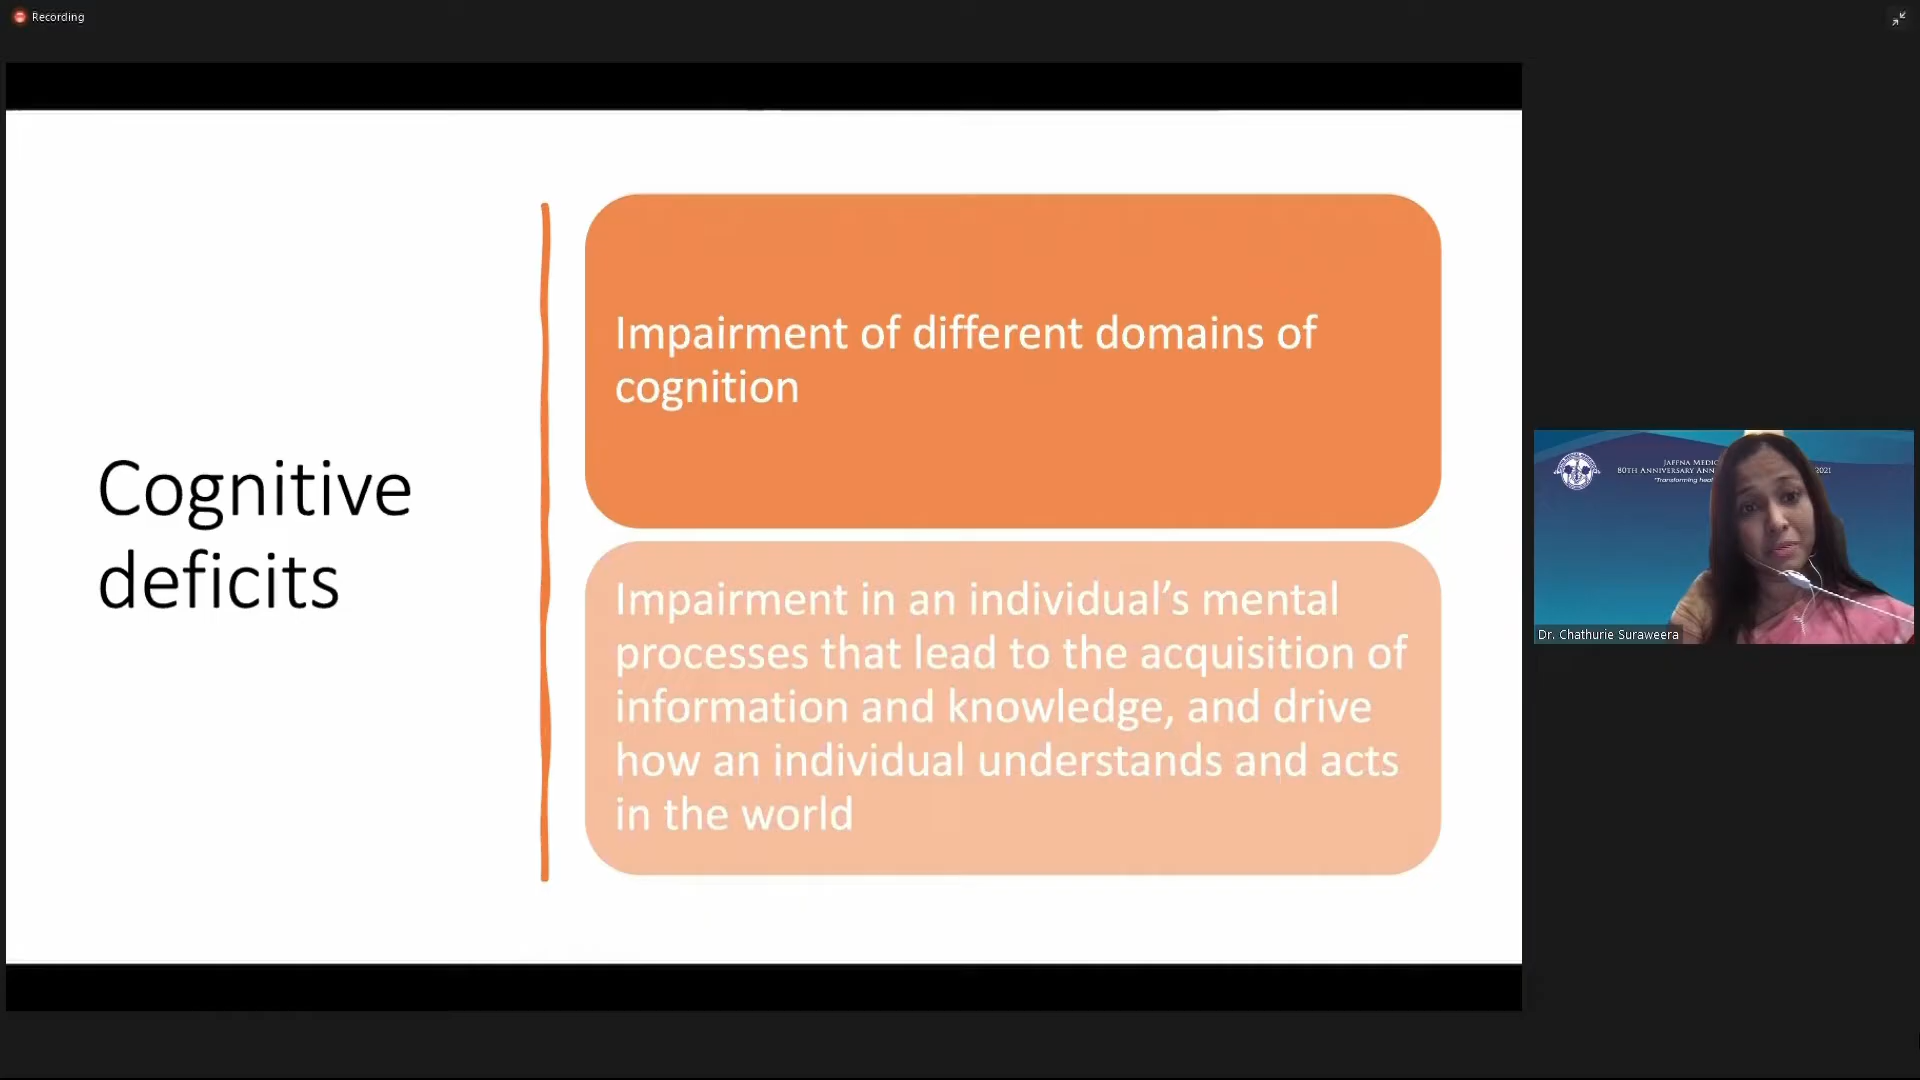 Recording
Cognitive
deficits
Impairment of different domains of
cognition
Impairment in an individual’s mental
processes that lead to the acquisition of
information and knowledge, and drive
how an individual understands and acts
in the world
JAFFNA
80TH ANNIVERSARY 2021
"Transforming
Dr. Chathurie Suraweera